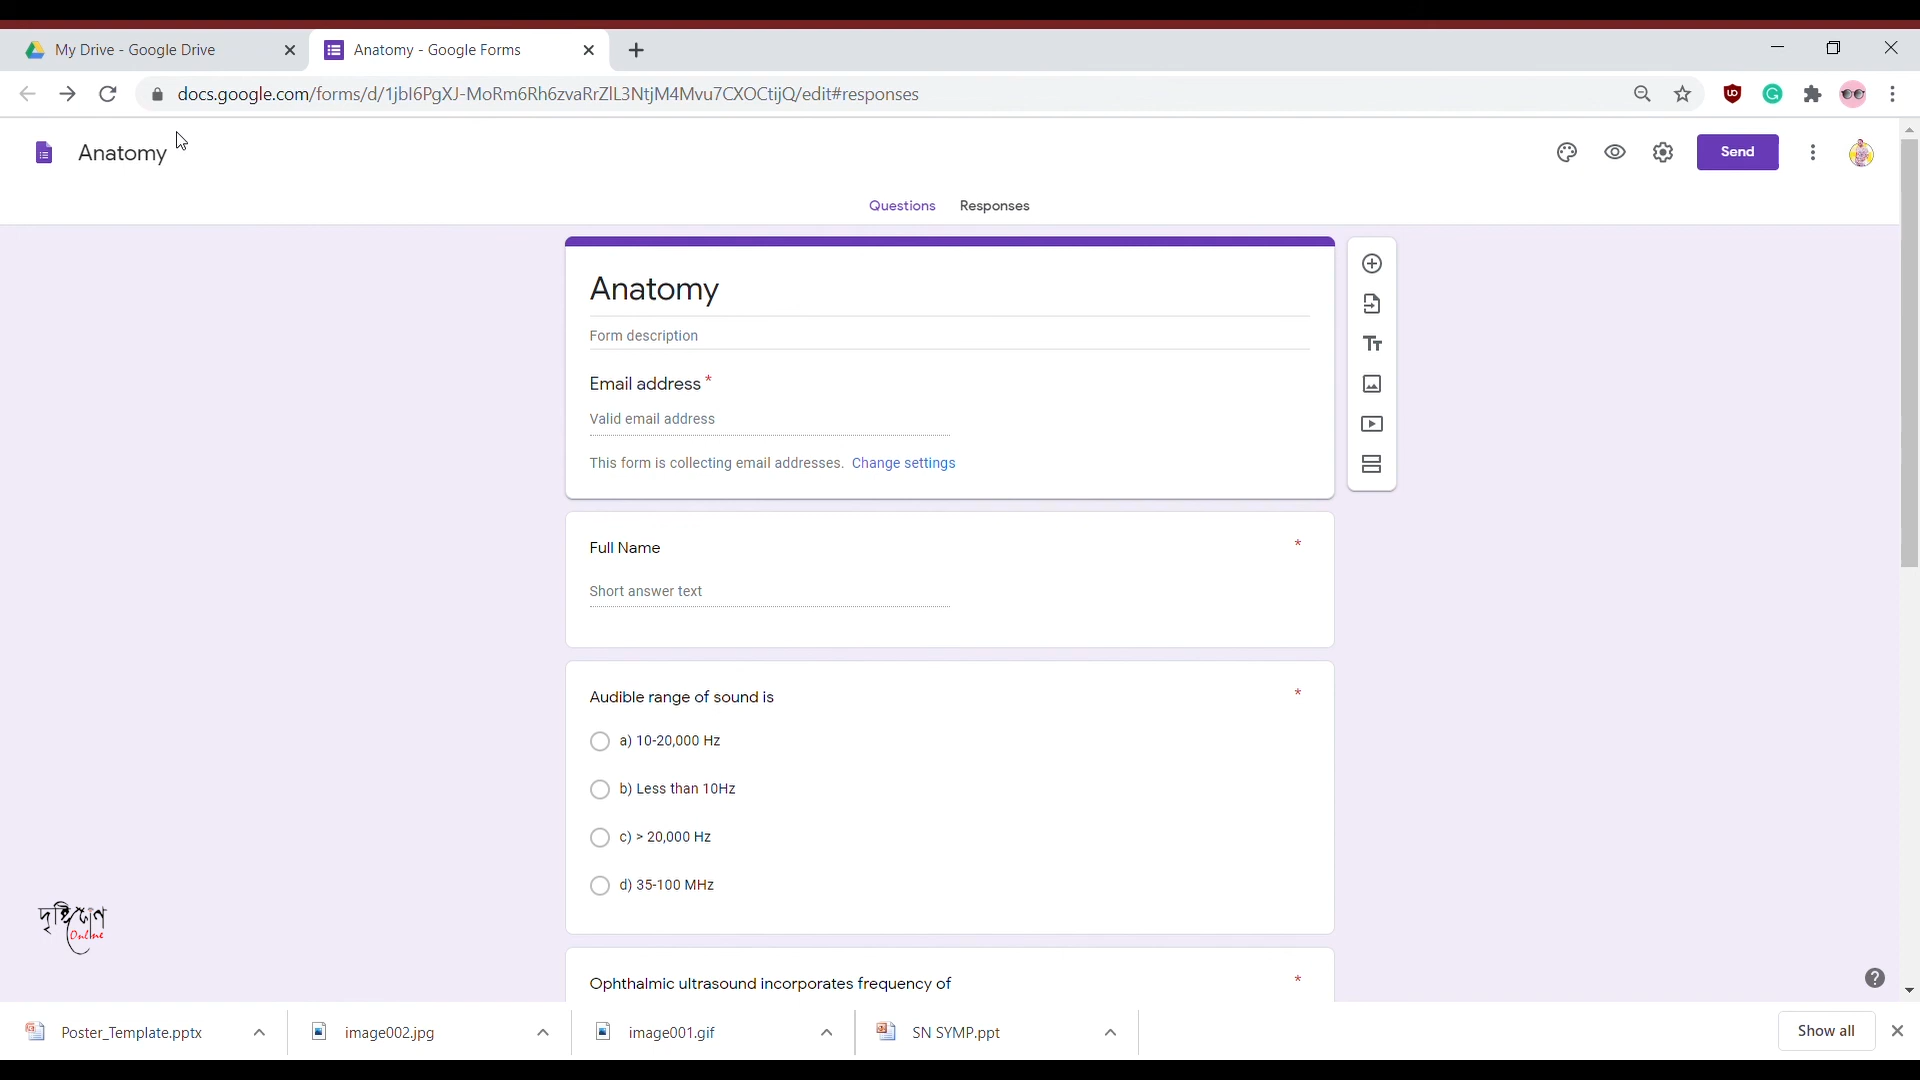 My Drive - Google Drive
Anatomy - Google Forms
docs.google.com/forms/d/1jbl6PgXJ-MoRm6Rh6zvaRrZlL3NtjM4Mvu7CXOCtijQ/edit#responses
Anatomy
Send
Questions
Responses
Anatomy
Form description
Email address *
Valid email address
This form is collecting email addresses. Change settings
Full Name *
Short answer text
Audible range of sound is *
a) 10-20,000 Hz
b) Less than 10Hz
c) > 20,000 Hz
d) 35-100 MHz
দৃষ্টিকোণ
Online
Ophthalmic ultrasound incorporates frequency of *
Poster_Template.pptx
image002.jpg
image001.gif
SN SYMP.ppt
Show all